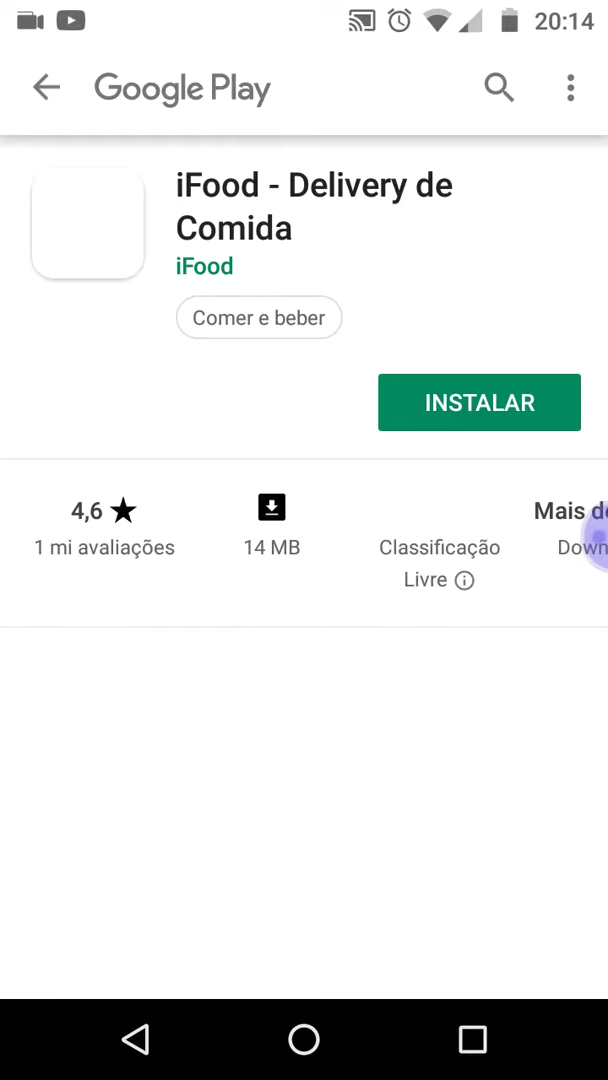 20:14
Google Play
iFood - Delivery de
Comida
iFood
Comer e beber
INSTALAR
4,6 ★
1 mi avaliações
14 MB
Classificação
Livre
Mais